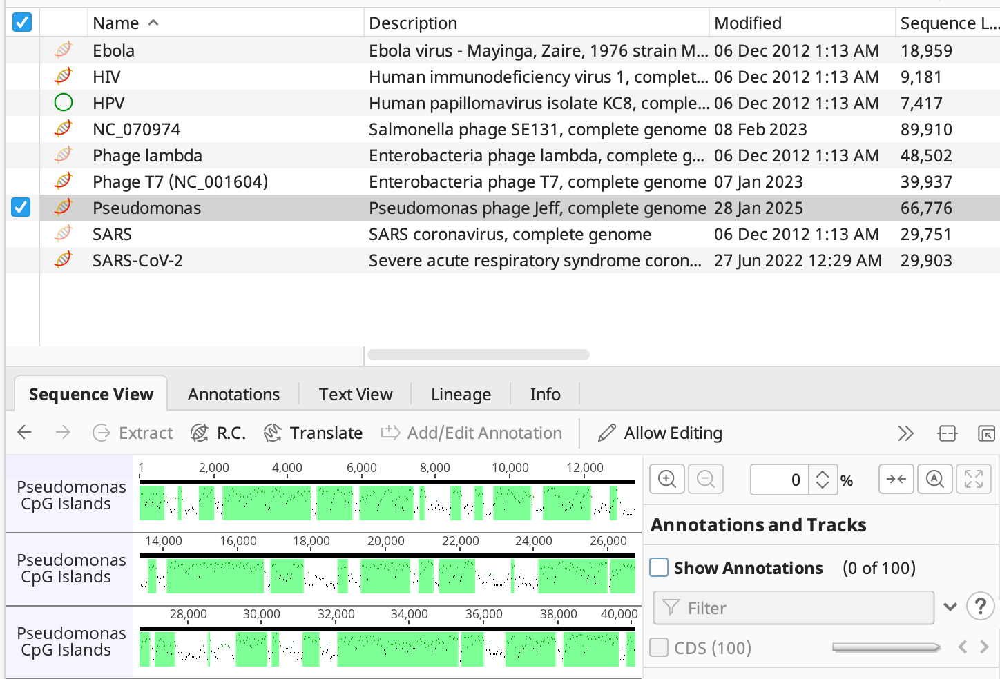 Name Description Modified Sequence L...
Ebola Ebola virus - Mayinga, Zaire, 1976 strain M... 06 Dec 2012 1:13 AM 18,959
HIV Human immunodeficiency virus 1, complet... 06 Dec 2012 1:13 AM 9,181
HPV Human papillomavirus isolate KC8, comple... 06 Dec 2012 1:13 AM 7,417
NC_070974 Salmonella phage SE131, complete genome 08 Feb 2023 89,910
Phage lambda Enterobacteria phage lambda, complete g... 06 Dec 2012 1:13 AM 48,502
Phage T7 (NC_001604) Enterobacteria phage T7, complete genome 07 Jan 2023 39,937
Pseudomonas Pseudomonas phage Jeff, complete genome 28 Jan 2025 66,776
SARS SARS coronavirus, complete genome 06 Dec 2012 1:13 AM 29,751
SARS-CoV-2 Severe acute respiratory syndrome coron... 27 Jun 2022 12:29 AM 29,903
Sequence View Annotations Text View Lineage Info
Extract R.C. Translate Add/Edit Annotation Allow Editing
1 2,000 4,000 6,000 8,000 10,000 12,000
Pseudomonas
CpG Islands
14,000 16,000 18,000 20,000 22,000 24,000 26,000
Pseudomonas
CpG Islands
28,000 30,000 32,000 34,000 36,000 38,000 40,000
Pseudomonas
CpG Islands
0 %
Annotations and Tracks
Show Annotations (0 of 100)
Filter ?
CDS (100)